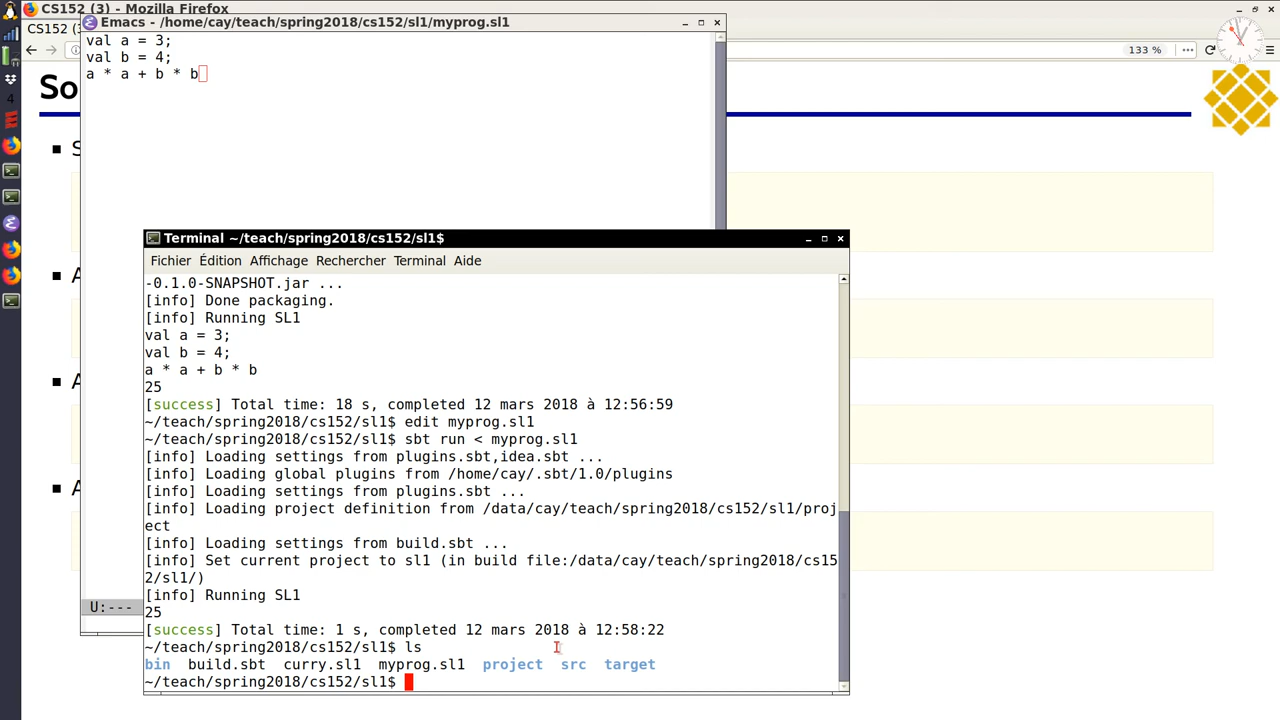 CS152 (3) - Mozilla Firefox
Emacs - /home/cay/teach/spring2018/cs152/sl1/myprog.sl1
CS152 (3)
133 %
val a = 3;
val b = 4;
a * a + b * b
So
S
A
A
A
4
U:---
Terminal ~/teach/spring2018/cs152/sl1$
Fichier Édition Affichage Rechercher Terminal Aide
-0.1.0-SNAPSHOT.jar ...
[info] Done packaging.
[info] Running SL1
val a = 3;
val b = 4;
a * a + b * b
25
[success] Total time: 18 s, completed 12 mars 2018 à 12:56:59
~/teach/spring2018/cs152/sl1$ edit myprog.sl1
~/teach/spring2018/cs152/sl1$ sbt run < myprog.sl1
[info] Loading settings from plugins.sbt,idea.sbt ...
[info] Loading global plugins from /home/cay/.sbt/1.0/plugins
[info] Loading settings from plugins.sbt ...
[info] Loading project definition from /data/cay/teach/spring2018/cs152/sl1/proj
ect
[info] Loading settings from build.sbt ...
[info] Set current project to sl1 (in build file:/data/cay/teach/spring2018/cs15
2/sl1/)
[info] Running SL1
25
[success] Total time: 1 s, completed 12 mars 2018 à 12:58:22
~/teach/spring2018/cs152/sl1$ ls
bin build.sbt curry.sl1 myprog.sl1 project src target
~/teach/spring2018/cs152/sl1$